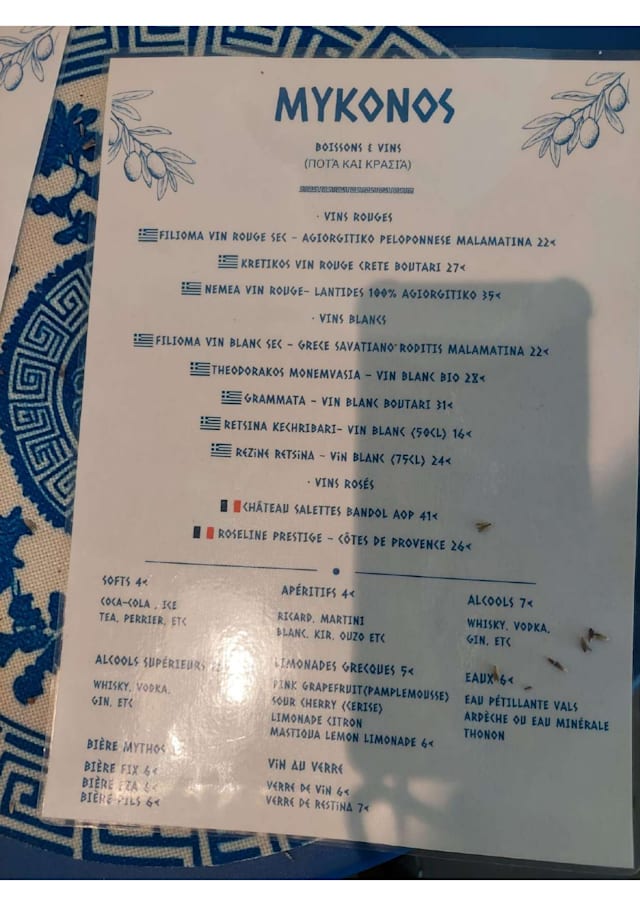 MYKONOS
BOISSONS & VINS
(ΠΟΤΆ ΚΑΙ ΚΡΑΣΙΆ)
· VINS ROUGES
FILIOMA VIN ROUGE SEC - AGIORGITIKO PELOPONNESE MALAMATINA 22€
KRETIKOS VIN ROUGE CRETE BOUTARI 27€
NEMEA VIN ROUGE- LANTIDES 100% AGIORGITIKO 35€
· VINS BLANCS
FILIOMA VIN BLANC SEC - GRECE SAVATIANO RODITIS MALAMATINA 22€
THEODORAKOS MONEMVASIA - VIN BLANC BIO 28€
GRAMMATA - VIN BLANC BOUTARI 31€
RETSINA KECHRIBARI- VIN BLANC (50CL) 16€
REZINE RETSINA - VIN BLANC (75CL) 24€
· VINS ROSÉS
CHÂTEAU SALETTES BANDOL AOP 41€
ROSELINE PRESTIGE - CÔTES DE PROVENCE 26€
SOFTS 4€
COCA-COLA , ICE
TEA, PERRIER, ETC
APÉRITIFS 4€
RICARD, MARTINI
BLANC, KIR, OUZO ETC
ALCOOLS 7€
WHISKY, VODKA,
GIN, ETC
ALCOOLS SUPÉRIEURS
WHISKY, VODKA,
GIN, ETC
LIMONADES GRECQUES 5€
PINK GRAPEFRUIT(PAMPLEMOUSSE)
SOUR CHERRY (CERISE)
LIMONADE CITRON
MASTIQUA LEMON LIMONADE 6€
EAUX 6€
EAU PÉTILLANTE VALS
ARDÈCHE OU EAU MINÉRALE
THONON
BIÈRE MYTHOS
BIÈRE FIX 6€
BIÈRE EZA 6€
BIÈRE PILS 6€
VIN AU VERRE
VERRE DE VIN 6€
VERRE DE RESTINA 7€